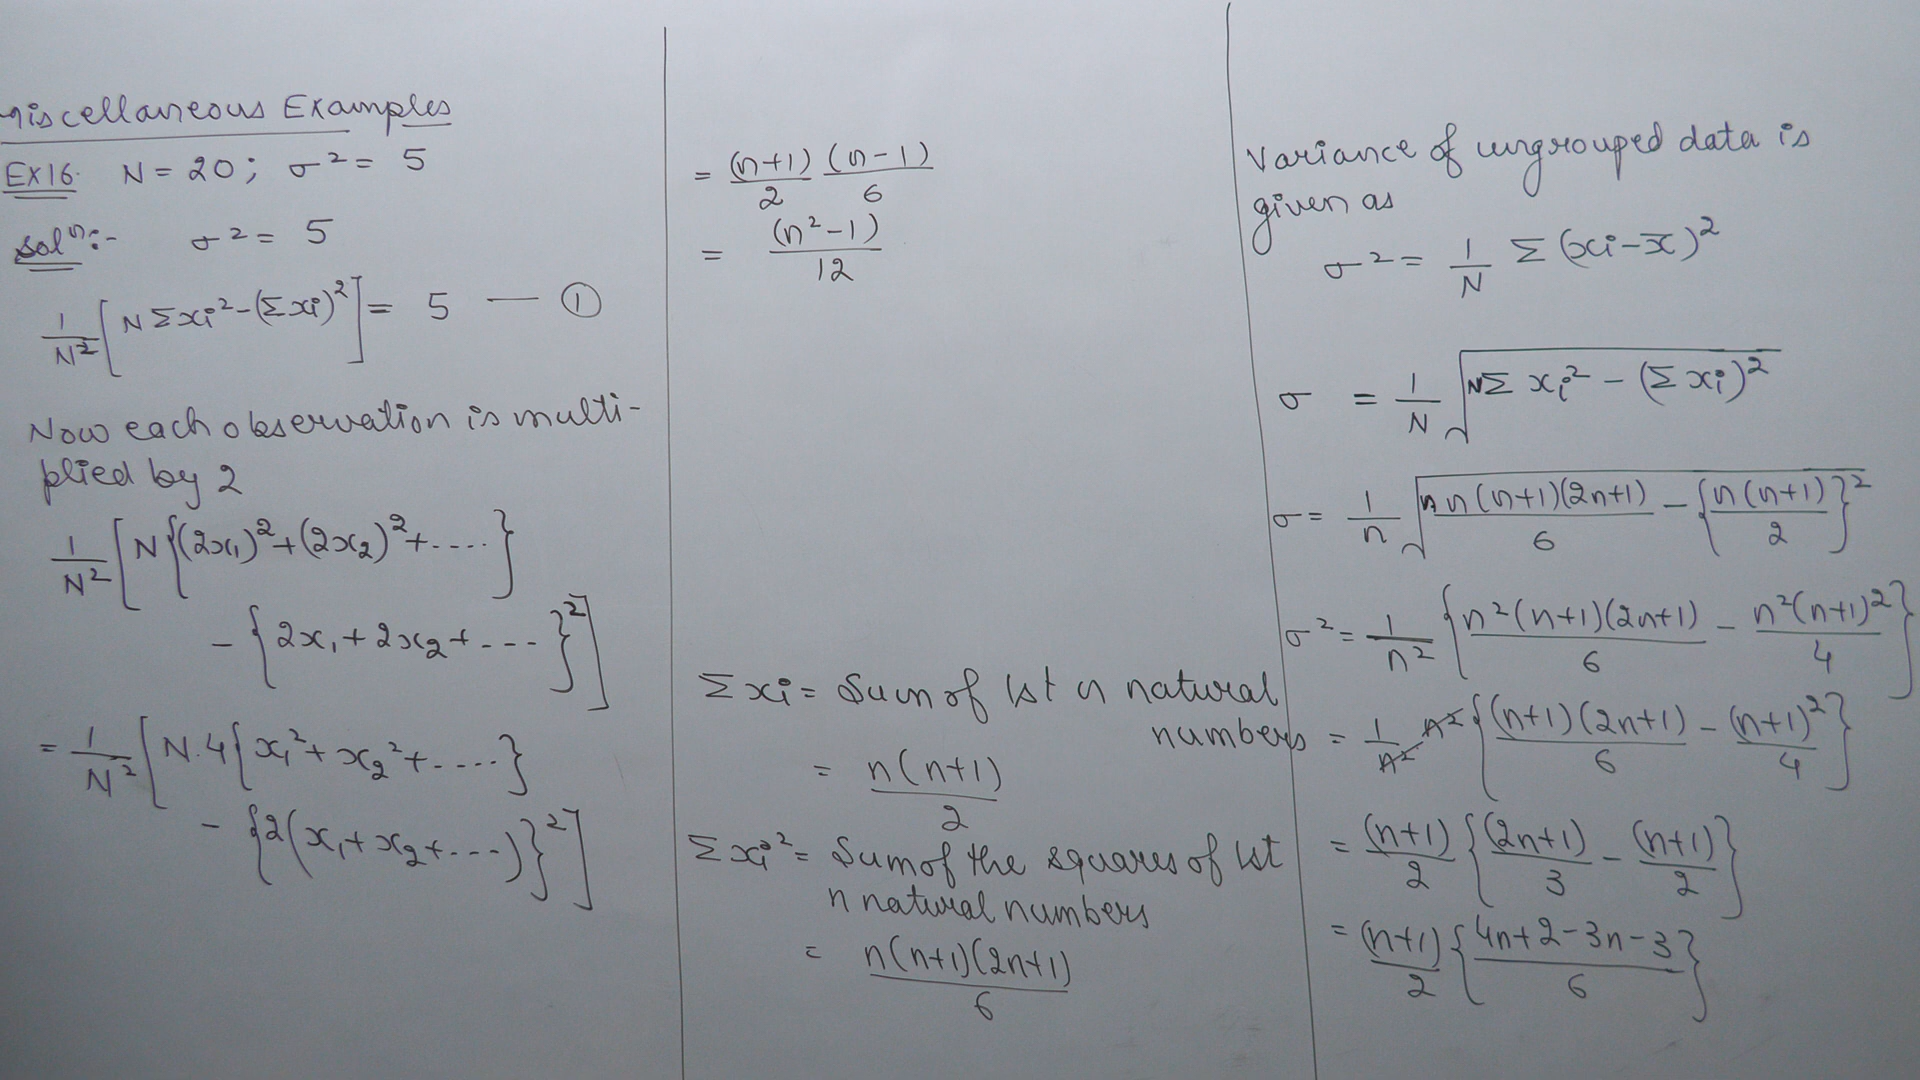 Miscellaneous Examples
EX16. N = 20; σ² = 5
Solⁿ:- σ² = 5
1/N² [N Σxi² - (Σxi)²] = 5 — ①
Now each observation is multi-
plied by 2
1/N² [N{(2x₁)² + (2x₂)² + ....}
- {2x₁ + 2x₂ + ....}²]
= 1/N² [N.4{x₁² + x₂² + ....}
- {2(x₁ + x₂ + ...)}²]
= (n+1)/2 (n-1)/6
= (n²-1)/12
Σxi = Sum of 1st n natural
numbers
= n(n+1)/2
Σxi² = Sum of the squares of 1st
n natural numbers
= n(n+1)(2n+1)/6
Variance of ungrouped data is
given as
σ² = 1/N Σ(xi - x̄)²
σ = 1/N √(NΣxi² - (Σxi)²)
σ = 1/n √(n n(n+1)(2n+1)/6 - {n(n+1)/2}²)
σ² = 1/n² {n²(n+1)(2n+1)/6 - n²(n+1)²/4}
= 1/n² n² {(n+1)(2n+1)/6 - (n+1)²/4}
= (n+1)/2 {(2n+1)/3 - (n+1)/2}
= (n+1)/2 {4n+2-3n-3/6}